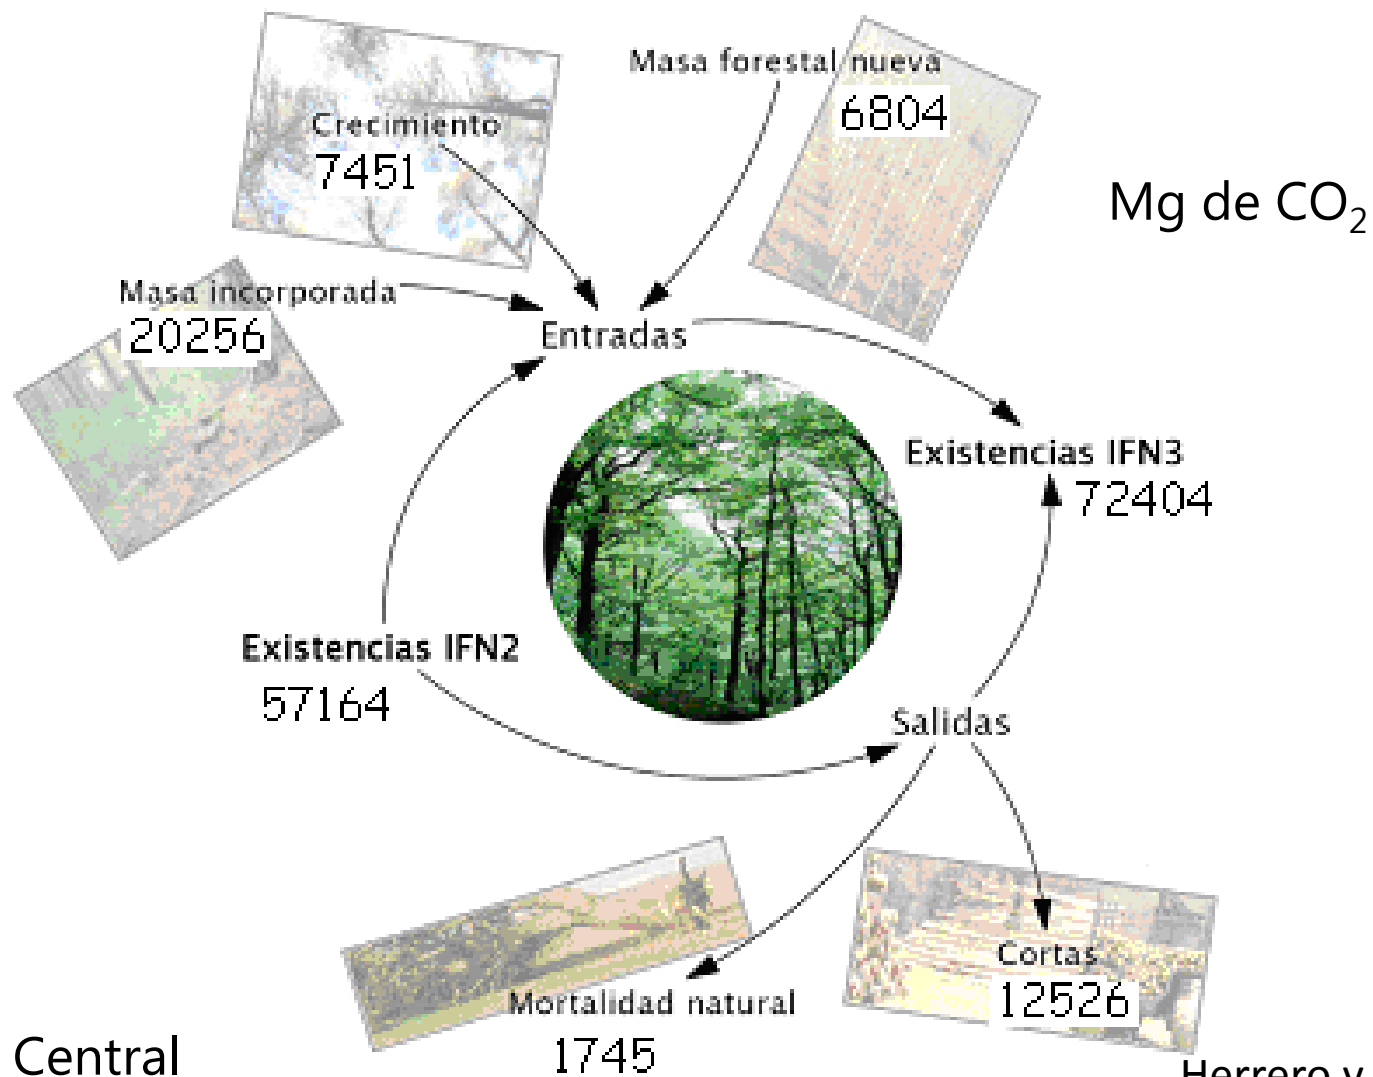 Masa forestal nueva
6804
Crecimiento
7451
Mg de CO₂
Masa incorporada
20256
Entradas
Existencias IFN3
72404
Existencias IFN2
57164
Salidas
Cortas
12526
Mortalidad natural
1745
Central
Herrero y